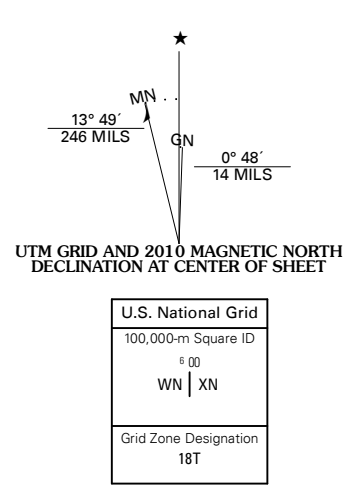 ★
MN
13° 49´
246 MILS
GN
0° 48´
14 MILS
UTM GRID AND 2010 MAGNETIC NORTH
DECLINATION AT CENTER OF SHEET
U.S. National Grid
100,000-m Square ID
6 00
WN | XN
Grid Zone Designation
18T